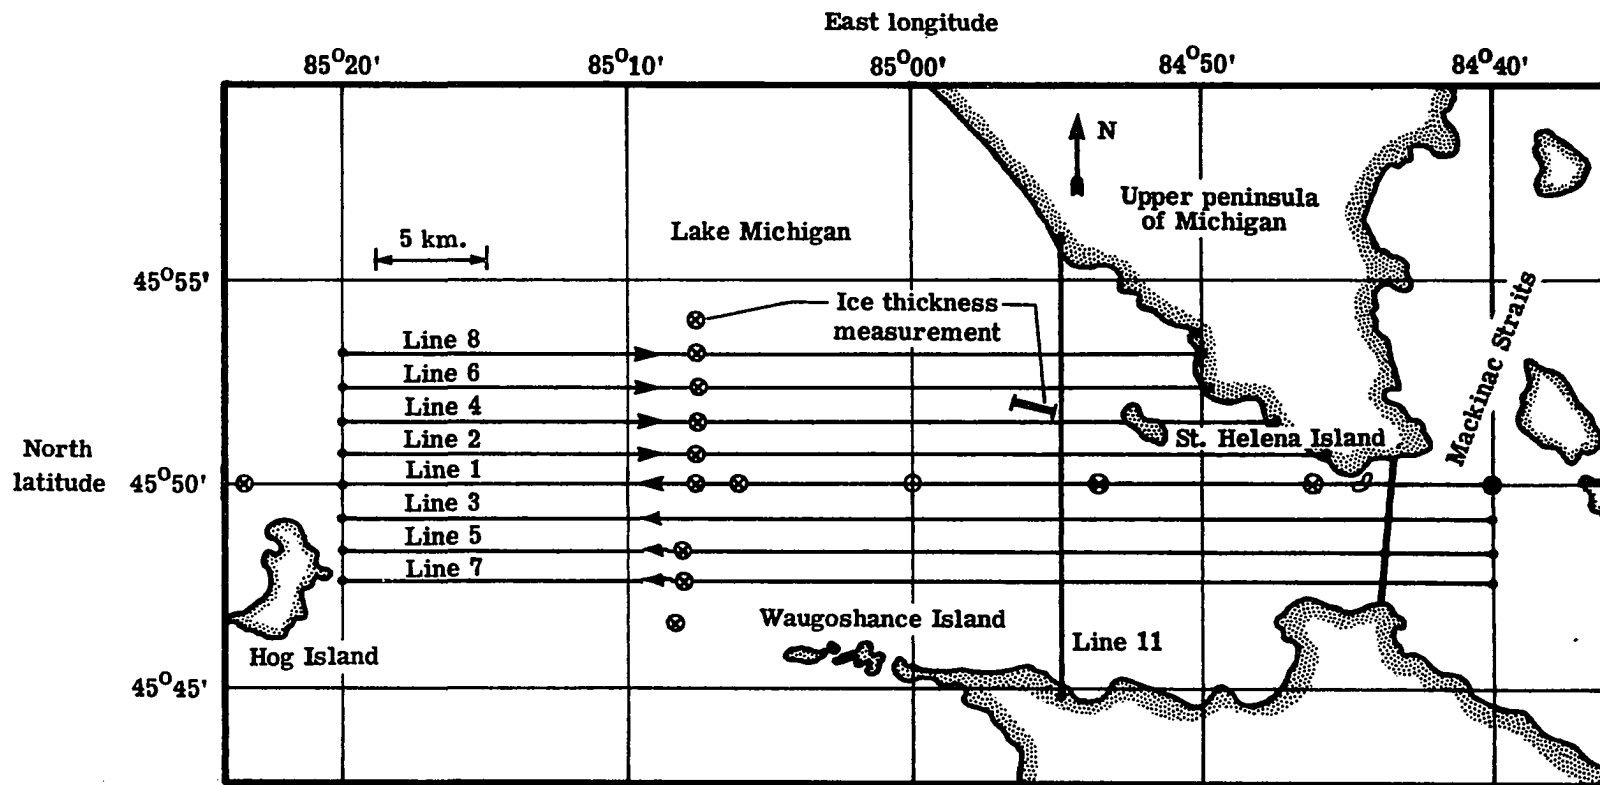 East longitude
85°20' 85°10' 85°00' 84°50' 84°40'
N
Upper peninsula
of Michigan
Lake Michigan
5 km.
45°55'
Ice thickness
measurement
Mackinac Straits
Line 8
Line 6
Line 4
Line 2
St. Helena Island
North
latitude
45°50'
Line 1
Line 3
Line 5
Line 7
Waugoshance Island
Line 11
Hog Island
45°45'